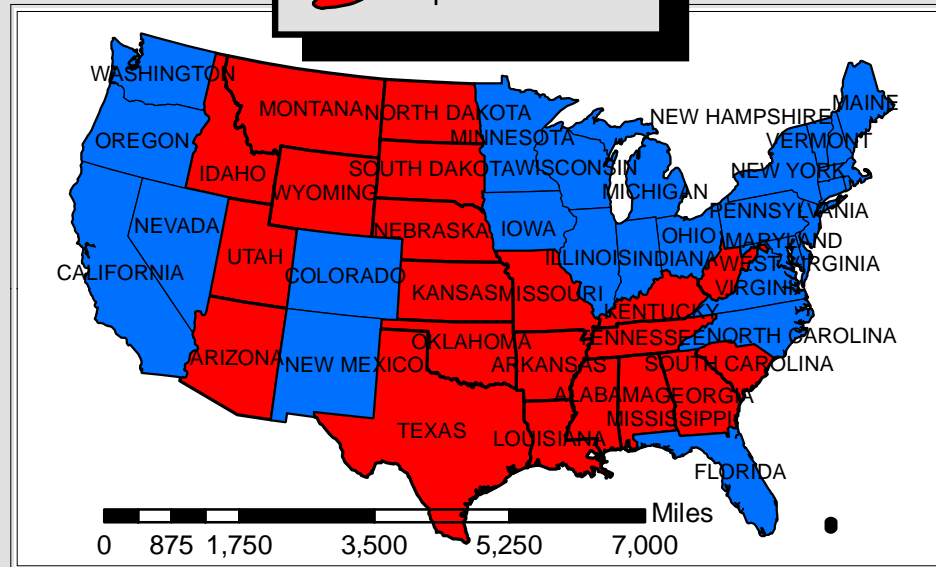 WASHINGTON
MONTANA
NORTH DAKOTA
MAINE
NEW HAMPSHIRE
OREGON
MINNESOTA
VERMONT
IDAHO
SOUTH DAKOTA
WISCONSIN
NEW YORK
WYOMING
MICHIGAN
NEVADA
NEBRASKA
IOWA
PENNSYLVANIA
CALIFORNIA
UTAH
COLORADO
ILLINOIS
INDIANA
OHIO
MARYLAND
WEST VIRGINIA
KANSAS
MISSOURI
VIRGINIA
KENTUCKY
ARIZONA
NEW MEXICO
OKLAHOMA
ARKANSAS
TENNESSEE
NORTH CAROLINA
SOUTH CAROLINA
ALABAMA
GEORGIA
MISSISSIPPI
TEXAS
LOUISIANA
FLORIDA
Miles
0 875 1,750 3,500 5,250 7,000